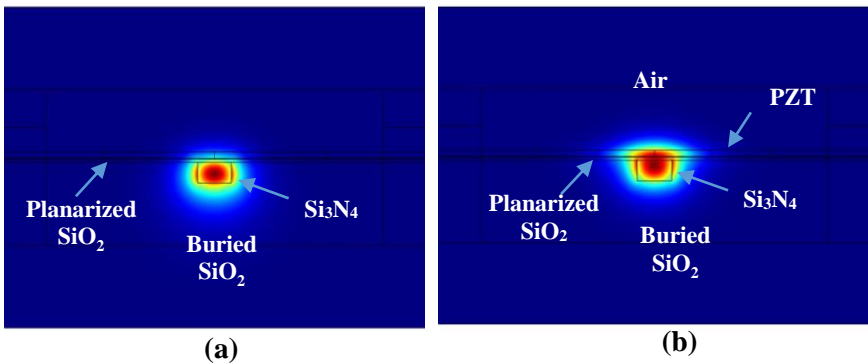 Planarized
SiO₂
Si₃N₄
Buried
SiO₂
(a)
Air
PZT
Planarized
SiO₂
Si₃N₄
Buried
SiO₂
(b)